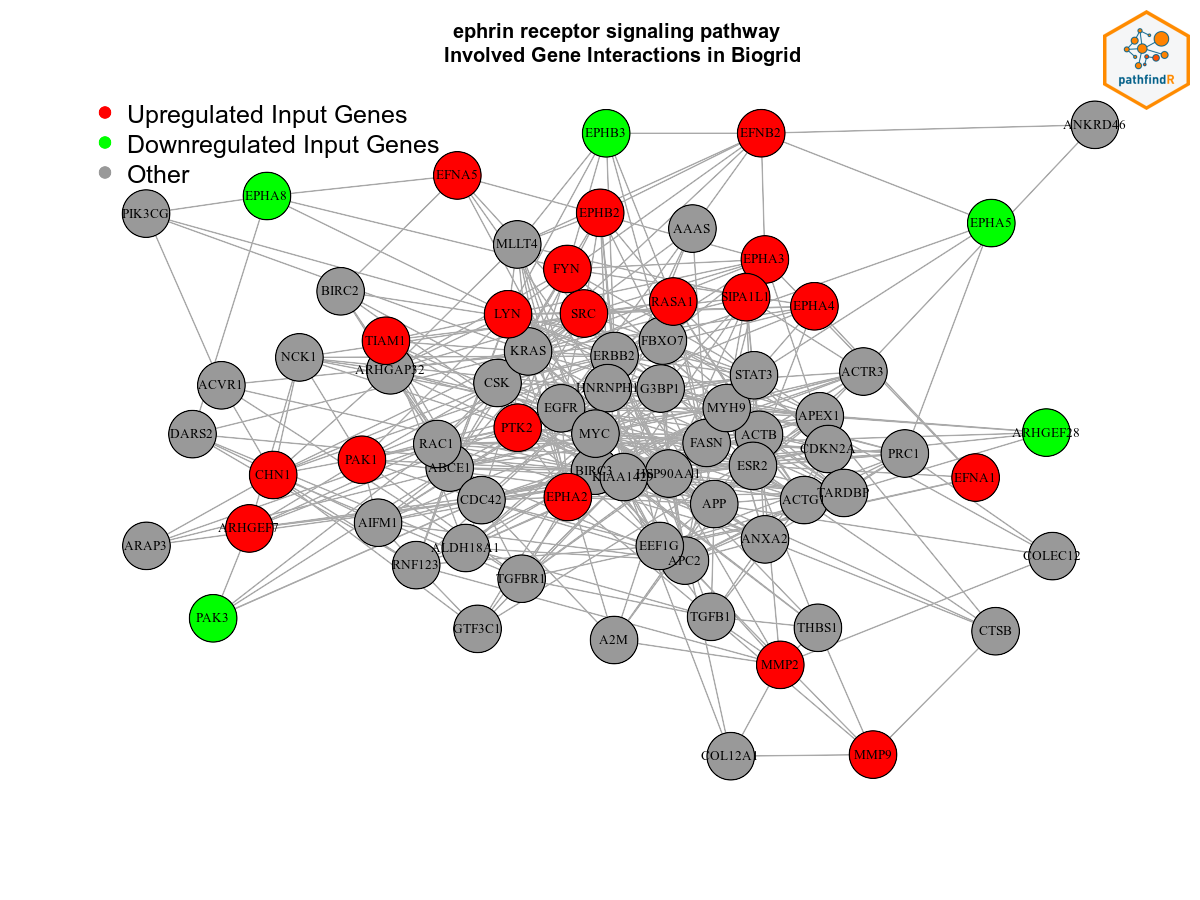 ephrin receptor signaling pathway
Involved Gene Interactions in Biogrid
pathfindR
Upregulated Input Genes
Downregulated Input Genes
Other
ANKRD46
EPHB3
EFNB2
EFNA5
EPHA8
PIK3CG
EPHB2
EPHA5
AAAS
MLLT4
EPHA3
FYN
BIRC2
SIPA1L1
RASA1
EPHA4
LYN
SRC
TIAM1
FBXO7
KRAS
ERBB2
NCK1
ARHGAP32
ACTR3
STAT3
CSK
ACVR1
HNRNPH1
G3BP1
EGFR
MYH9
APEX1
PTK2
MYC
DARS2
ARHGEF28
ACTB
RAC1
FASN
CDKN2A
PRC1
PAK1
ABCE1
ESR2
BIRC3
HSP90AA1
CHN1
EFNA1
TARDBP
EPHA2
CDC42
ACTG1
APP
AIFM1
ARHGEF7
ANXA2
ARAP3
EEF1G
ALDH18A1
COLEC12
APC2
RNF123
TGFBR1
PAK3
TGFB1
GTF3C1
THBS1
CTSB
A2M
MMP2
COL12A1
MMP9